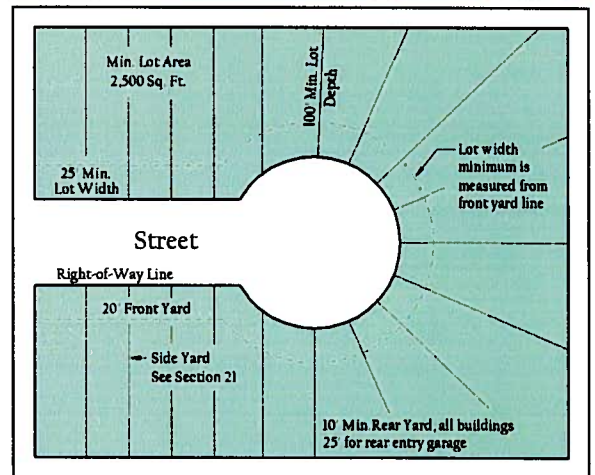 Min. Lot Area
2,500 Sq. Ft.
100' Min. Lot
Depth
Lot width
minimum is
measured from
front yard line
25' Min.
Lot Width
Street
Right-of-Way Line
20' Front Yard
Side Yard
See Section 21
10' Min. Rear Yard, all buildings
25' for rear entry garage